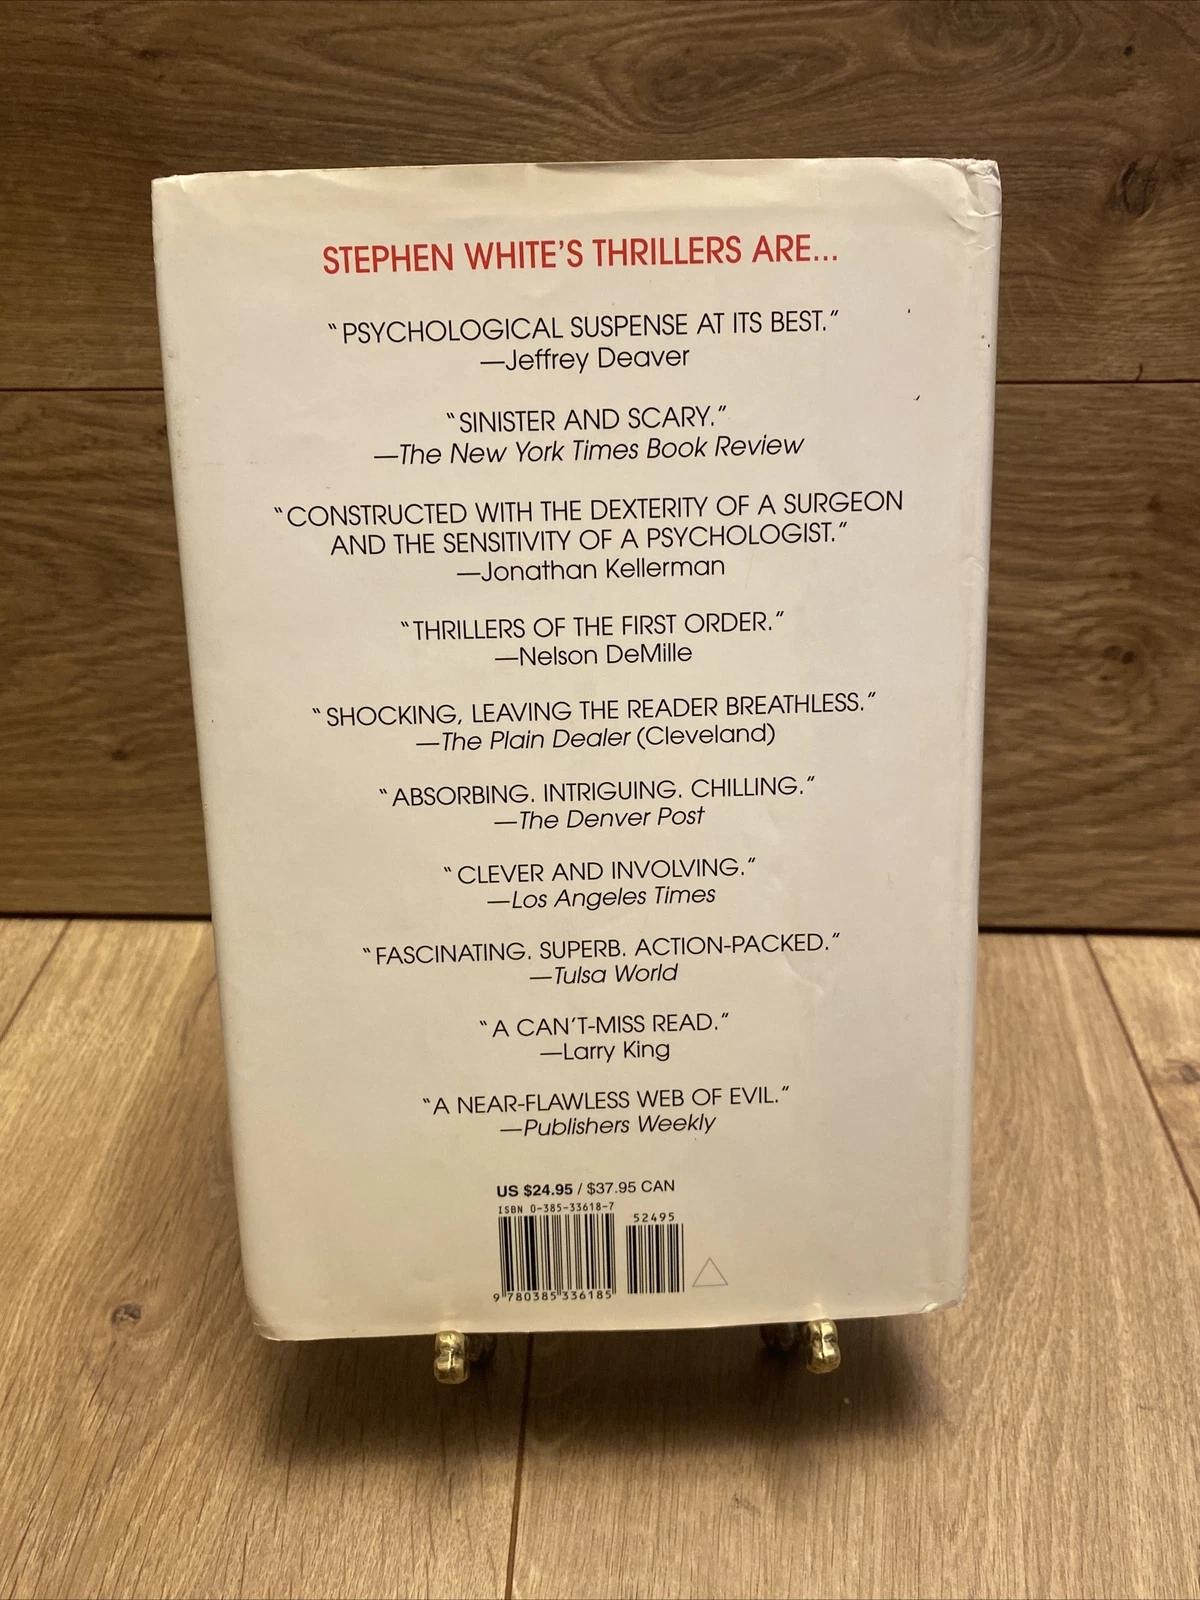 STEPHEN WHITE'S THRILLERS ARE...
"PSYCHOLOGICAL SUSPENSE AT ITS BEST."
—Jeffrey Deaver
"SINISTER AND SCARY."
—The New York Times Book Review
"CONSTRUCTED WITH THE DEXTERITY OF A SURGEON
AND THE SENSITIVITY OF A PSYCHOLOGIST."
—Jonathan Kellerman
"THRILLERS OF THE FIRST ORDER."
—Nelson DeMille
"SHOCKING, LEAVING THE READER BREATHLESS."
—The Plain Dealer (Cleveland)
"ABSORBING. INTRIGUING. CHILLING."
—The Denver Post
"CLEVER AND INVOLVING."
—Los Angeles Times
"FASCINATING. SUPERB. ACTION-PACKED."
—Tulsa World
"A CAN'T-MISS READ."
—Larry King
"A NEAR-FLAWLESS WEB OF EVIL."
—Publishers Weekly
US $24.95 / $37.95 CAN
ISBN 0-385-33618-7
52495
9 780385 336185